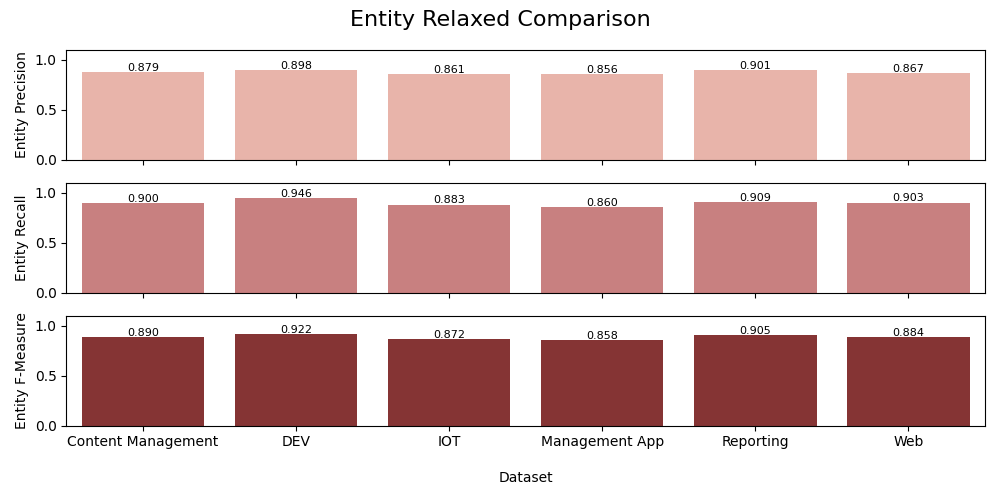 Entity Relaxed Comparison
Entity Precision
1.0
0.5
0.0
0.879 0.898 0.861 0.856 0.901 0.867
Entity Recall
1.0
0.5
0.0
0.900 0.946 0.883 0.860 0.909 0.903
Entity F-Measure
1.0
0.5
0.0
0.890 0.922 0.872 0.858 0.905 0.884
Content Management DEV IOT Management App Reporting Web
Dataset